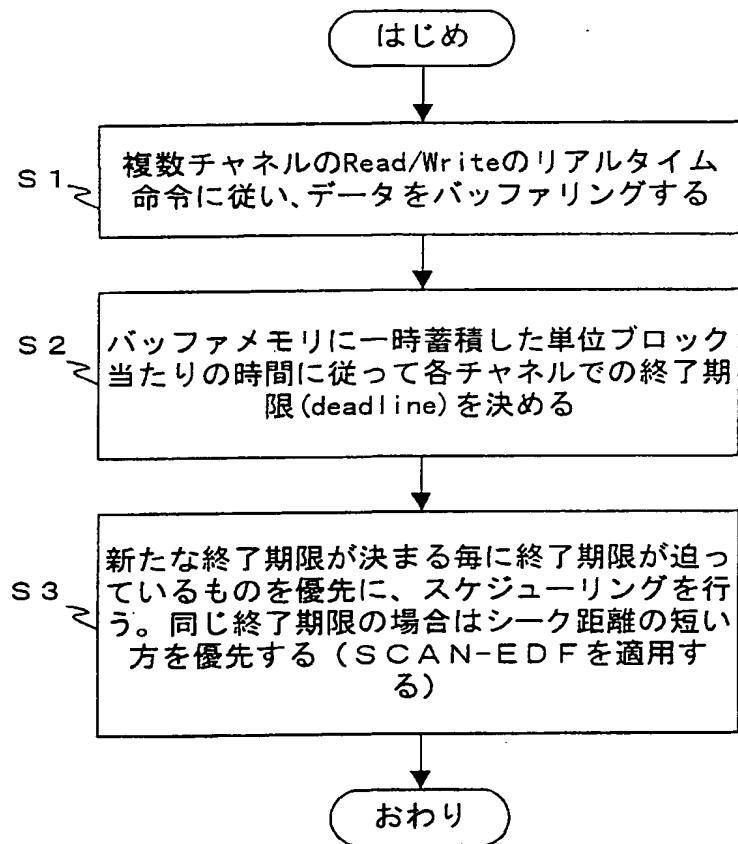 はじめ
S1
複数チャネルのRead/Writeのリアルタイム
命令に従い、データをバッファリングする
S2
バッファメモリに一時蓄積した単位ブロック
当たりの時間に従って各チャネルでの終了期
限(deadline)を決める
S3
新たな終了期限が決まる毎に終了期限が迫っ
ているものを優先に、スケジューリングを行
う。同じ終了期限の場合はシーク距離の短い
方を優先する（SCAN-EDFを適用す
る）
おわり